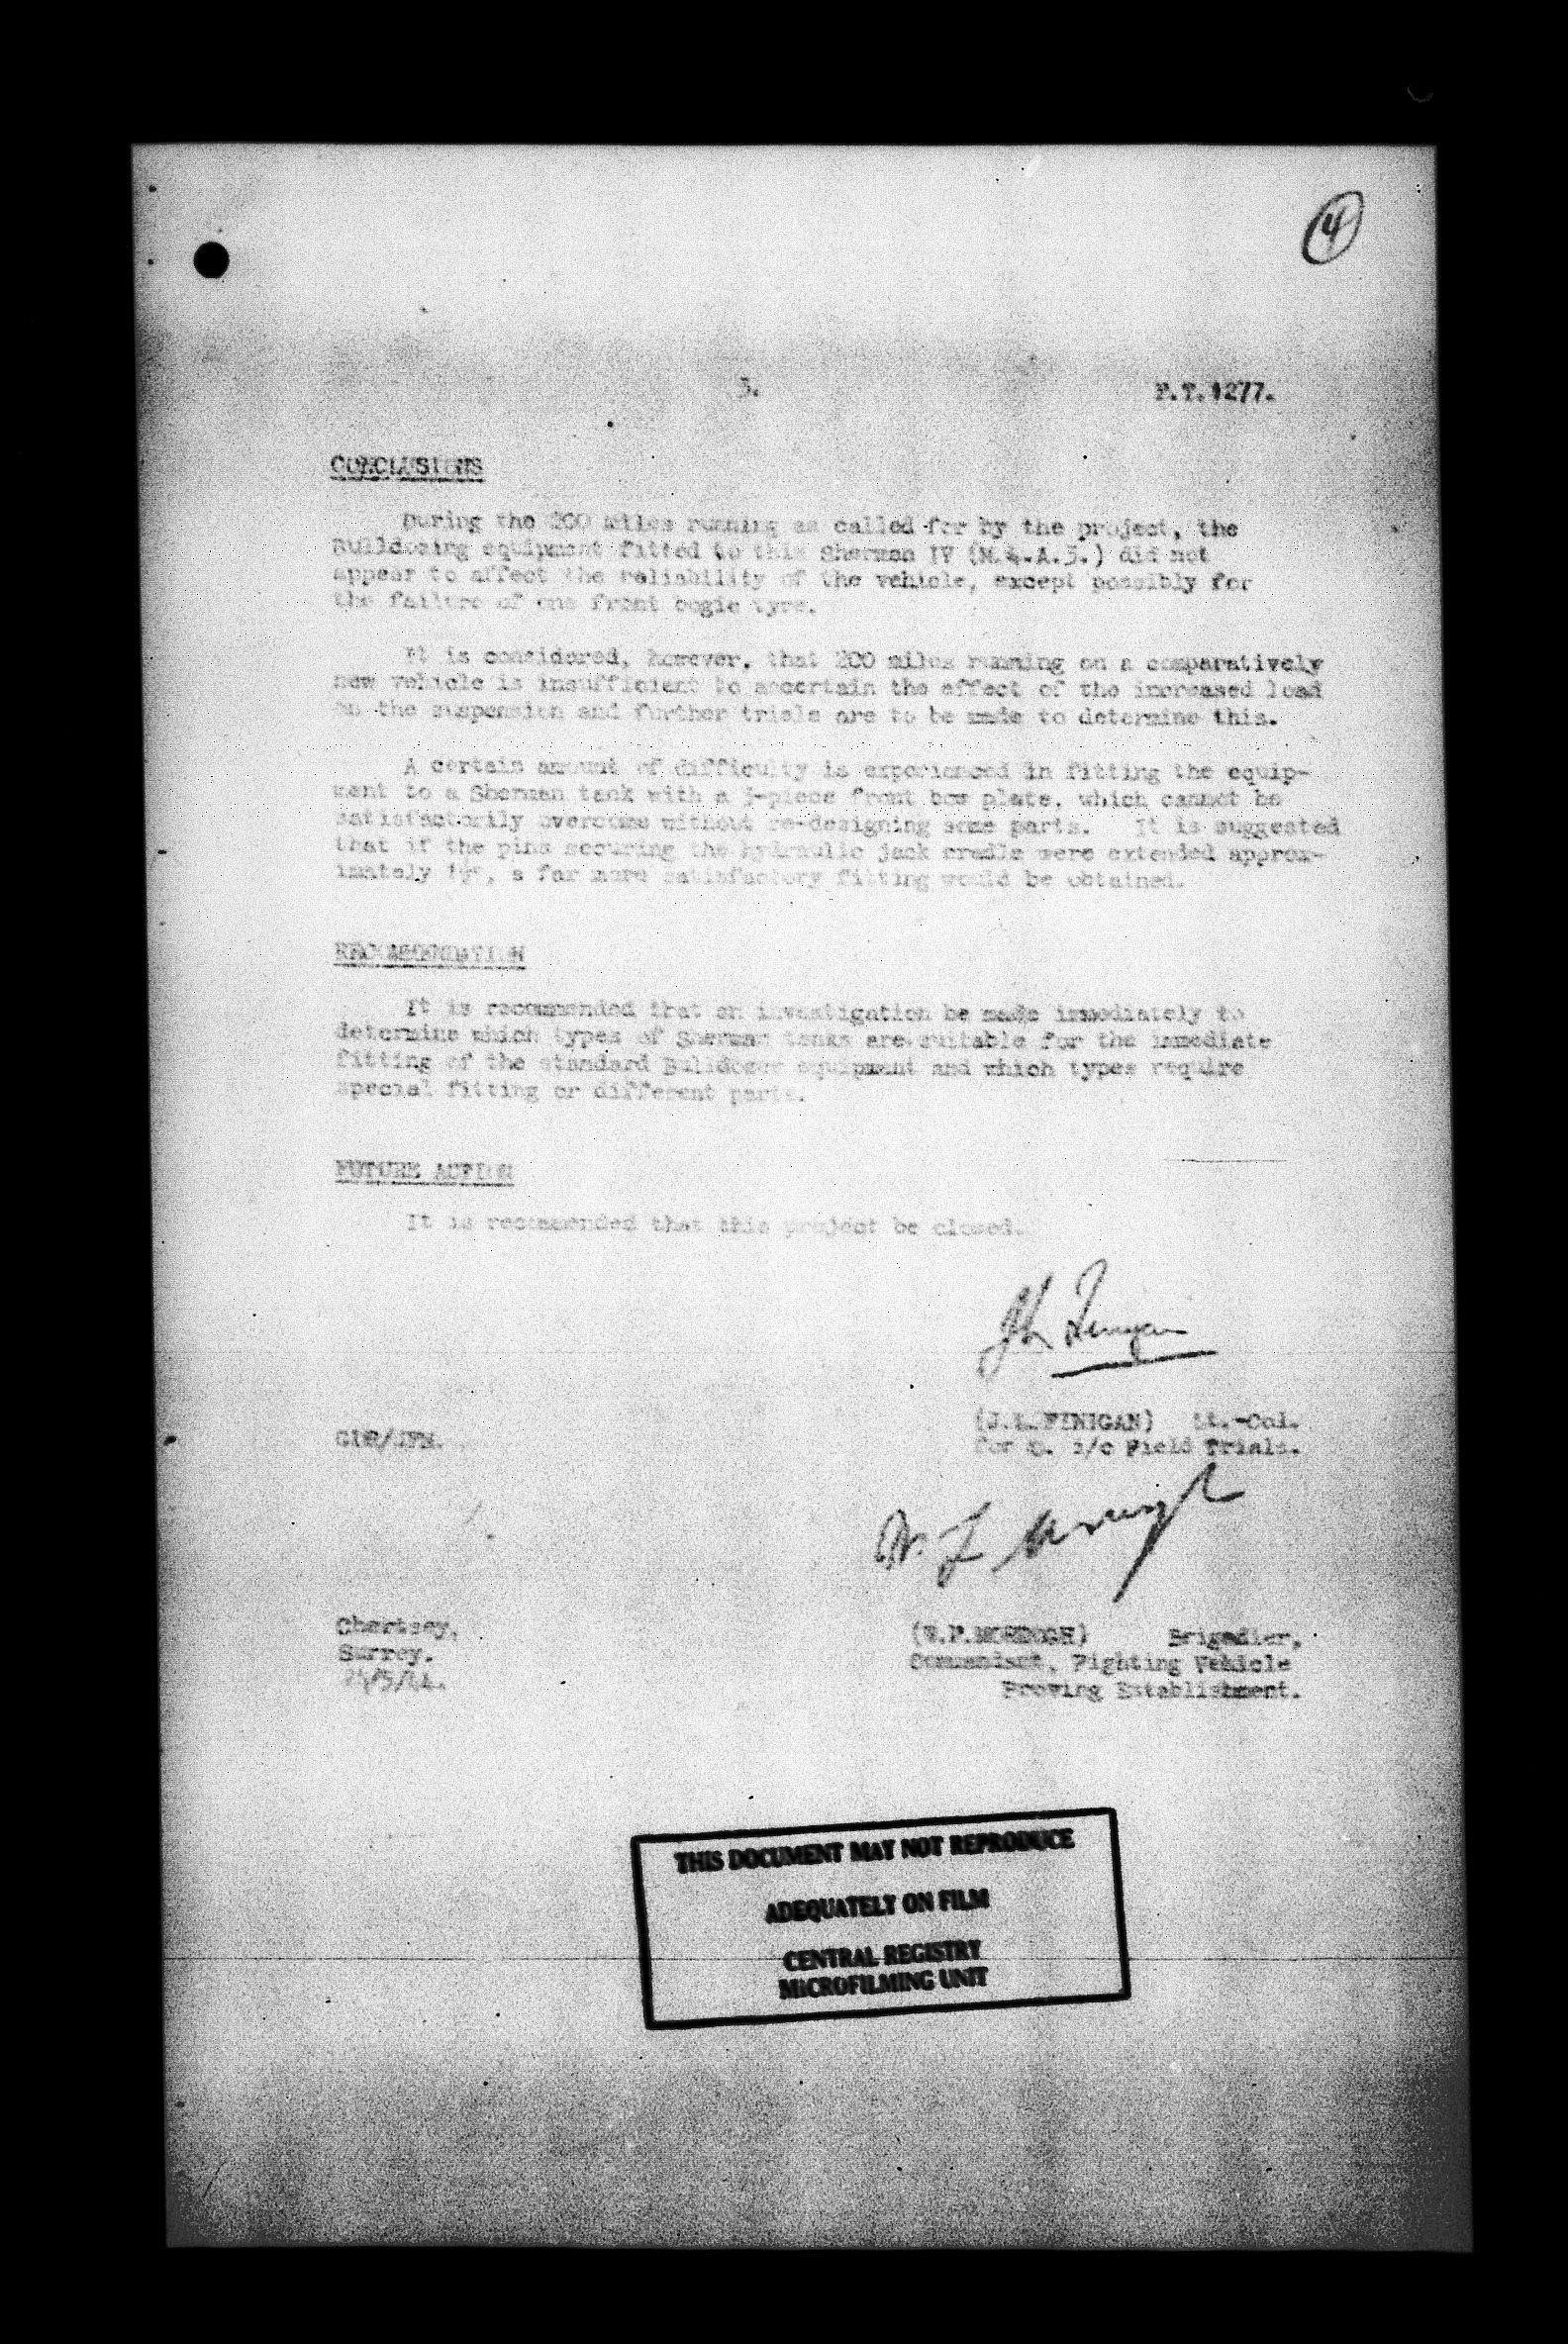 4
3.
F.T.1277.
CONCLUSIONS
During the 200 miles running as called for by the project, the
Bulldozing equipment fitted to this Sherman IV (M.4.A.3.) did not
appear to affect the reliability of the vehicle, except possibly for
the failure of one front bogie tyre.
It is considered, however, that 200 miles running on a comparatively
new vehicle is insufficient to ascertain the effect of the increased load
on the suspension and further trials are to be made to determine this.
A certain amount of difficulty is experienced in fitting the equip-
ment to a Sherman tank with a 3-piece front bow plate, which cannot be
satisfactorily overcome without re-designing some parts. It is suggested
that if the pins securing the hydraulic jack cradle were extended approx-
imately 1½", a far more satisfactory fitting would be obtained.
RECOMMENDATION
It is recommended that an investigation be made immediately to
determine which types of Sherman tanks are suitable for the immediate
fitting of the standard Bulldozer equipment and which types require
special fitting or different parts.
FUTURE ACTION
It is recommended that this project be closed.
(J.L.FINIGAN) Lt.-Col.
for O. i/c Field Trials.
(W.F.MORROGH) Brigadier,
Commandant, Fighting Vehicle
Proving Establishment.
Chertsey,
Surrey.
/5/44.
THIS DOCUMENT MAY NOT REPRODUCE
ADEQUATELY ON FILM
CENTRAL REGISTRY
MICROFILMING UNIT